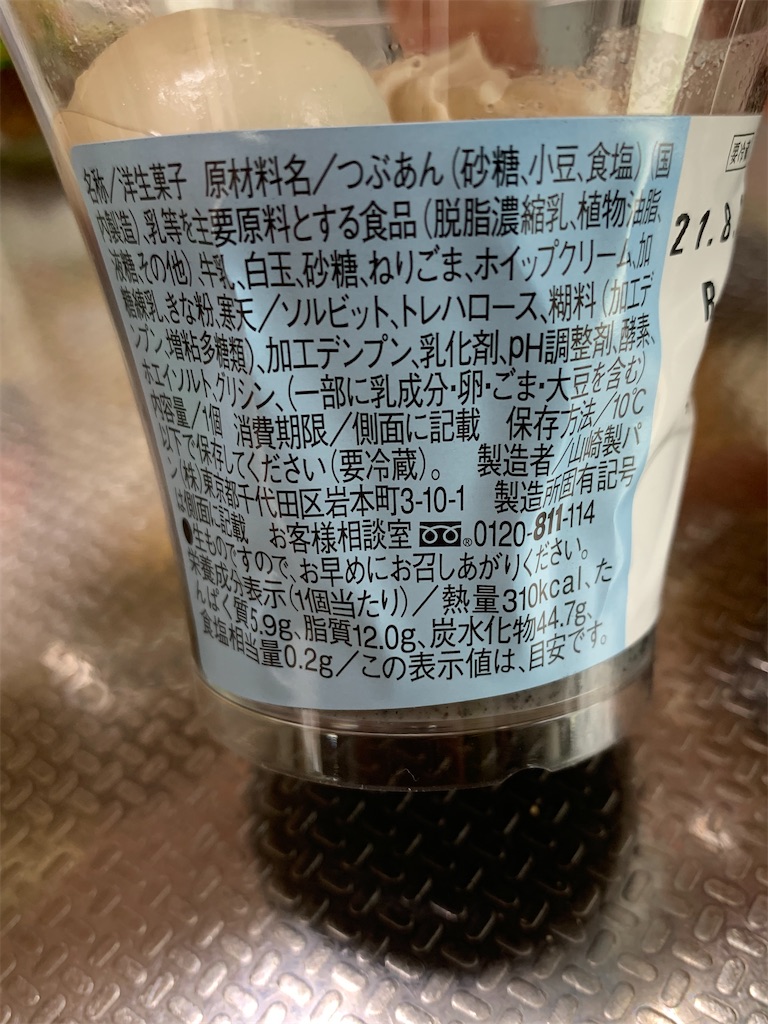 名称/洋生菓子 原材料名/つぶあん(砂糖、小豆、食塩)(国
内製造)、乳等を主要原料とする食品(脱脂濃縮乳、植物油脂、
液糖、その他)、牛乳、白玉、砂糖、ねりごま、ホイップクリーム、加
糖練乳、きな粉、寒天/ソルビット、トレハロース、糊料(加工デ
ンプン、増粘多糖類)、加工デンプン、乳化剤、pH調整剤、酵素、
ホエイソルト、グリシン、(一部に乳成分・卵・ごま・大豆を含む)
内容量/1個 消費期限/側面に記載 保存方法/10℃
以下で保存してください(要冷蔵)。 製造者/山崎製パ
ン(株)東京都千代田区岩本町3-10-1 製造所固有記号
は側面に記載 お客様相談室 ®0120-811-114
●生ものですので、お早めにお召しあがりください。
栄養成分表示(1個当たり)/熱量310kcal、た
んぱく質5.9g、脂質12.0g、炭水化物44.7g、
食塩相当量0.2g/この表示値は、目安です。
要冷
21.8
R